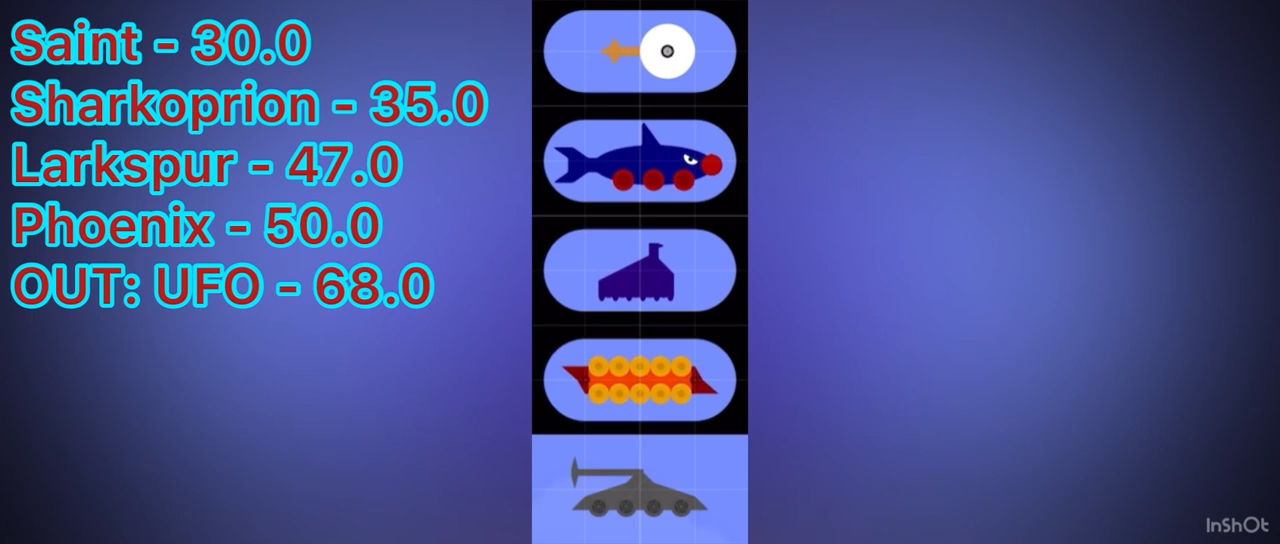 Saint - 30.0
Sharkoprion - 35.0
Larkspur - 47.0
Phoenix - 50.0
OUT: UFO - 68.0
InShOt